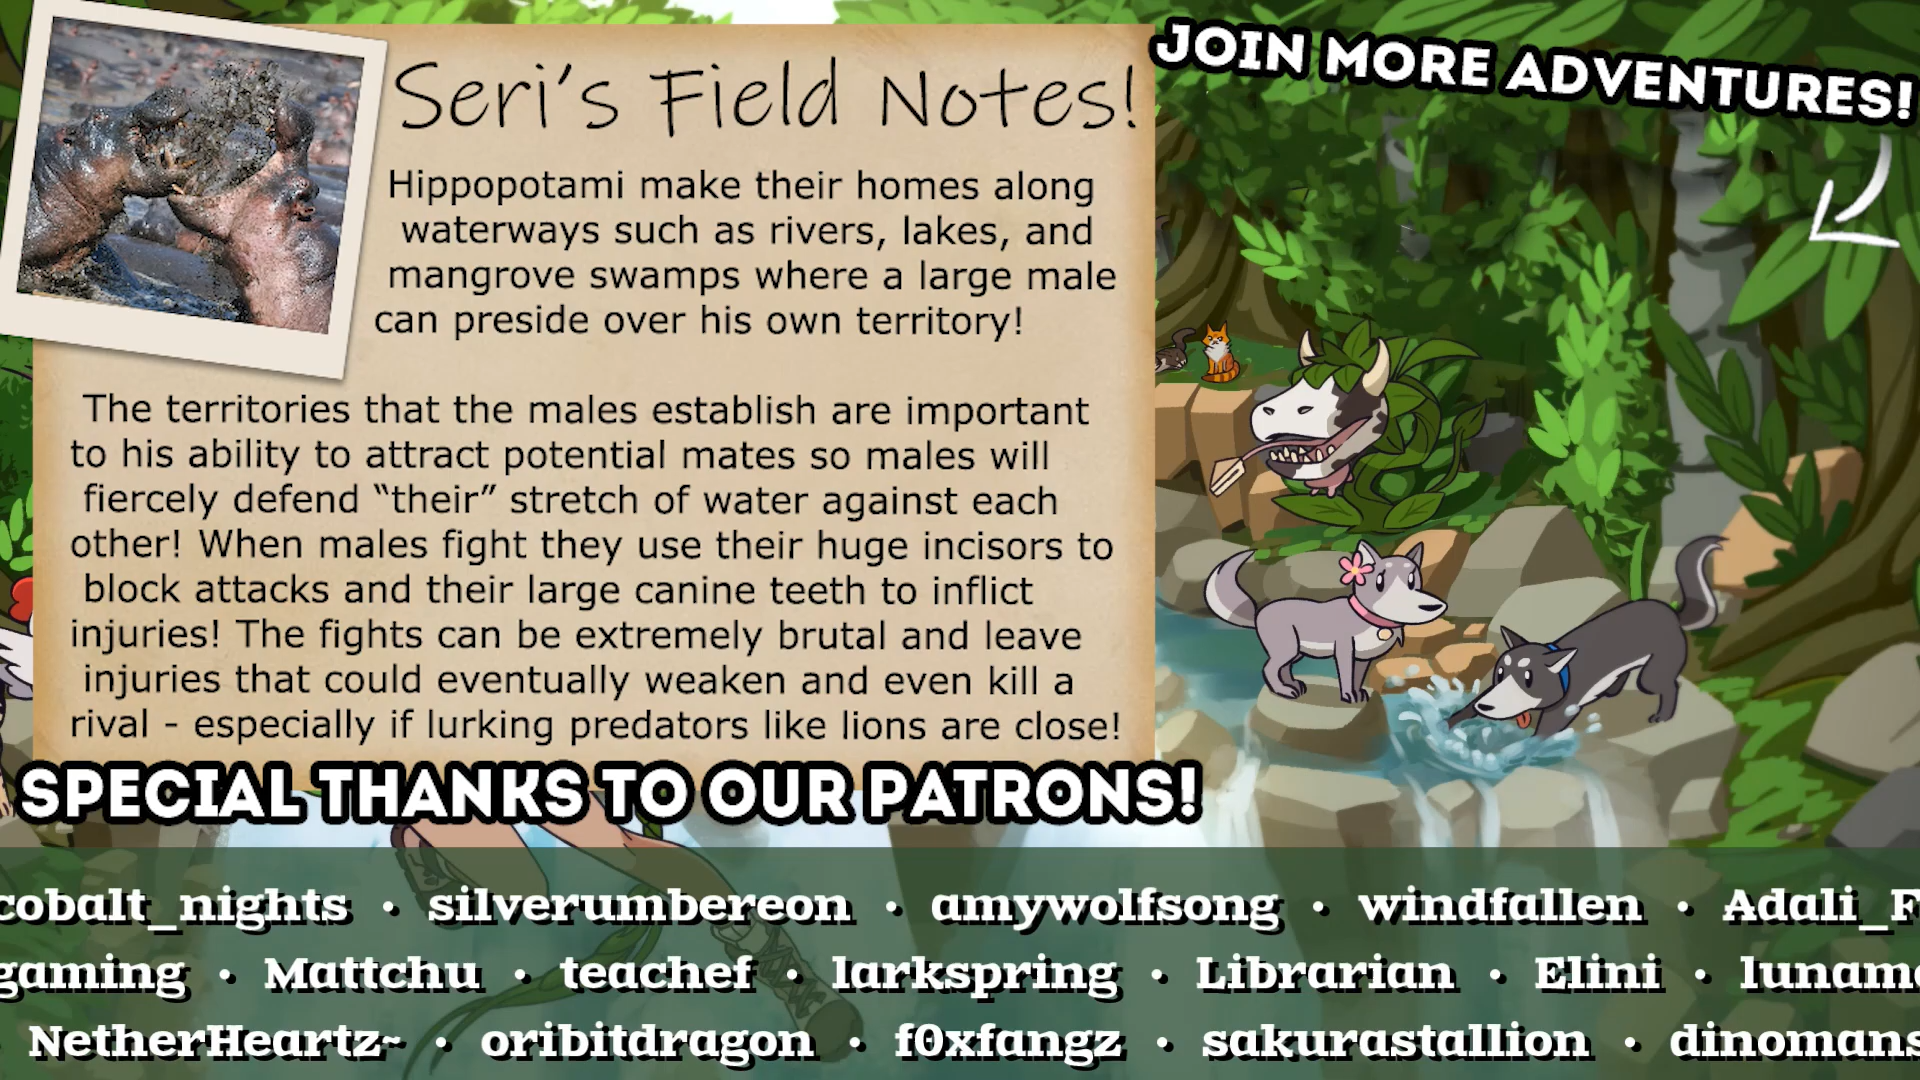 Seri's Field Notes!
JOIN MORE ADVENTURES!
Hippopotami make their homes along
waterways such as rivers, lakes, and
mangrove swamps where a large male
can preside over his own territory!
The territories that the males establish are important
to his ability to attract potential mates so males will
fiercely defend “their” stretch of water against each
other! When males fight they use their huge incisors to
block attacks and their large canine teeth to inflict
injuries! The fights can be extremely brutal and leave
injuries that could eventually weaken and even kill a
rival - especially if lurking predators like lions are close!
SPECIAL THANKS TO OUR PATRONS!
cobalt_nights · silverumbereon · amywolfsong · windfallen · Adali_F
gaming · Mattchu · teachef · larkspring · Librarian · Elini · lunam
NetherHeartz~ · oribitdragon · f0xfangz · sakurastallion · dinomans